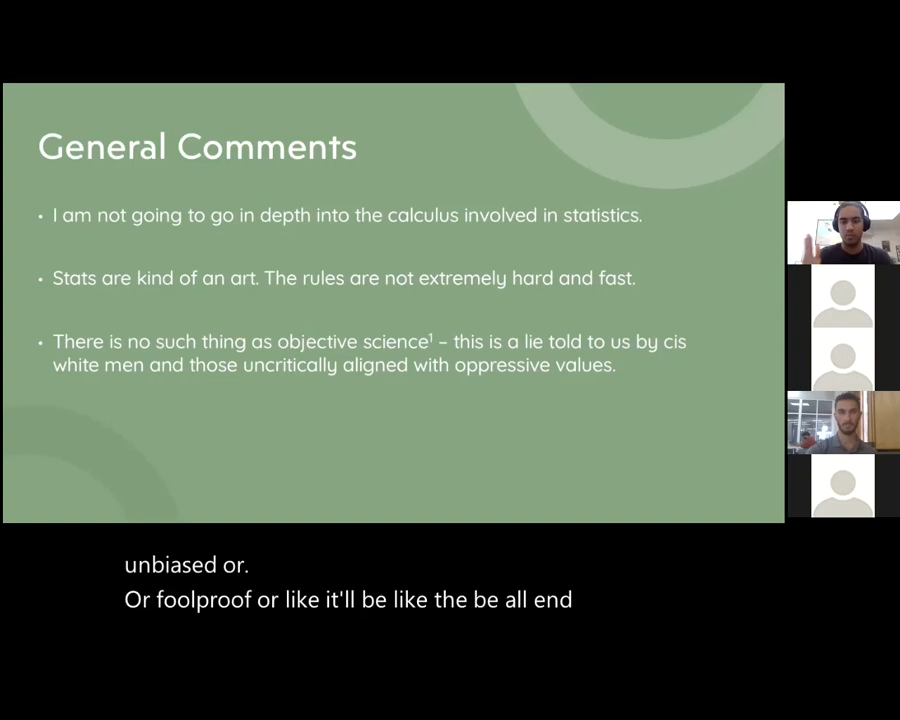 General Comments
• I am not going to go in depth into the calculus involved in statistics.
• Stats are kind of an art. The rules are not extremely hard and fast.
• There is no such thing as objective science¹ – this is a lie told to us by cis
white men and those uncritically aligned with oppressive values.
unbiased or.
Or foolproof or like it'll be like the be all end